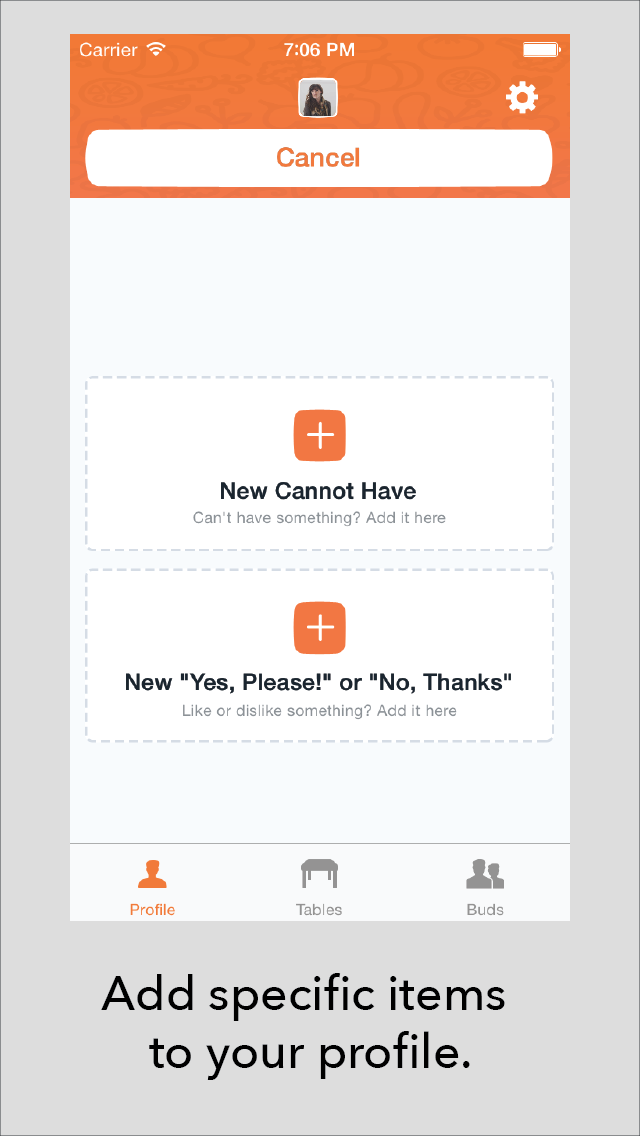 Carrier 7:06 PM
Cancel
New Cannot Have
Can't have something? Add it here
New "Yes, Please!" or "No, Thanks"
Like or dislike something? Add it here
Profile Tables Buds
Add specific items
to your profile.